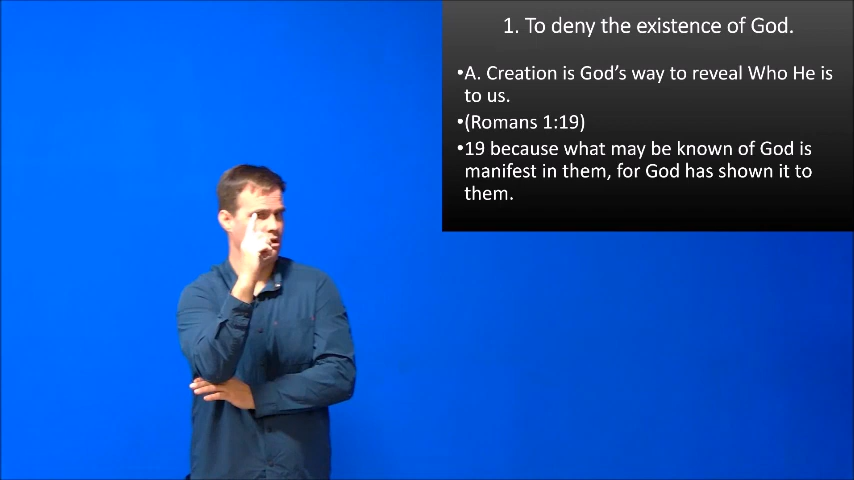 1. To deny the existence of God.
•A. Creation is God's way to reveal Who He is
to us.
•(Romans 1:19)
•19 because what may be known of God is
manifest in them, for God has shown it to
them.